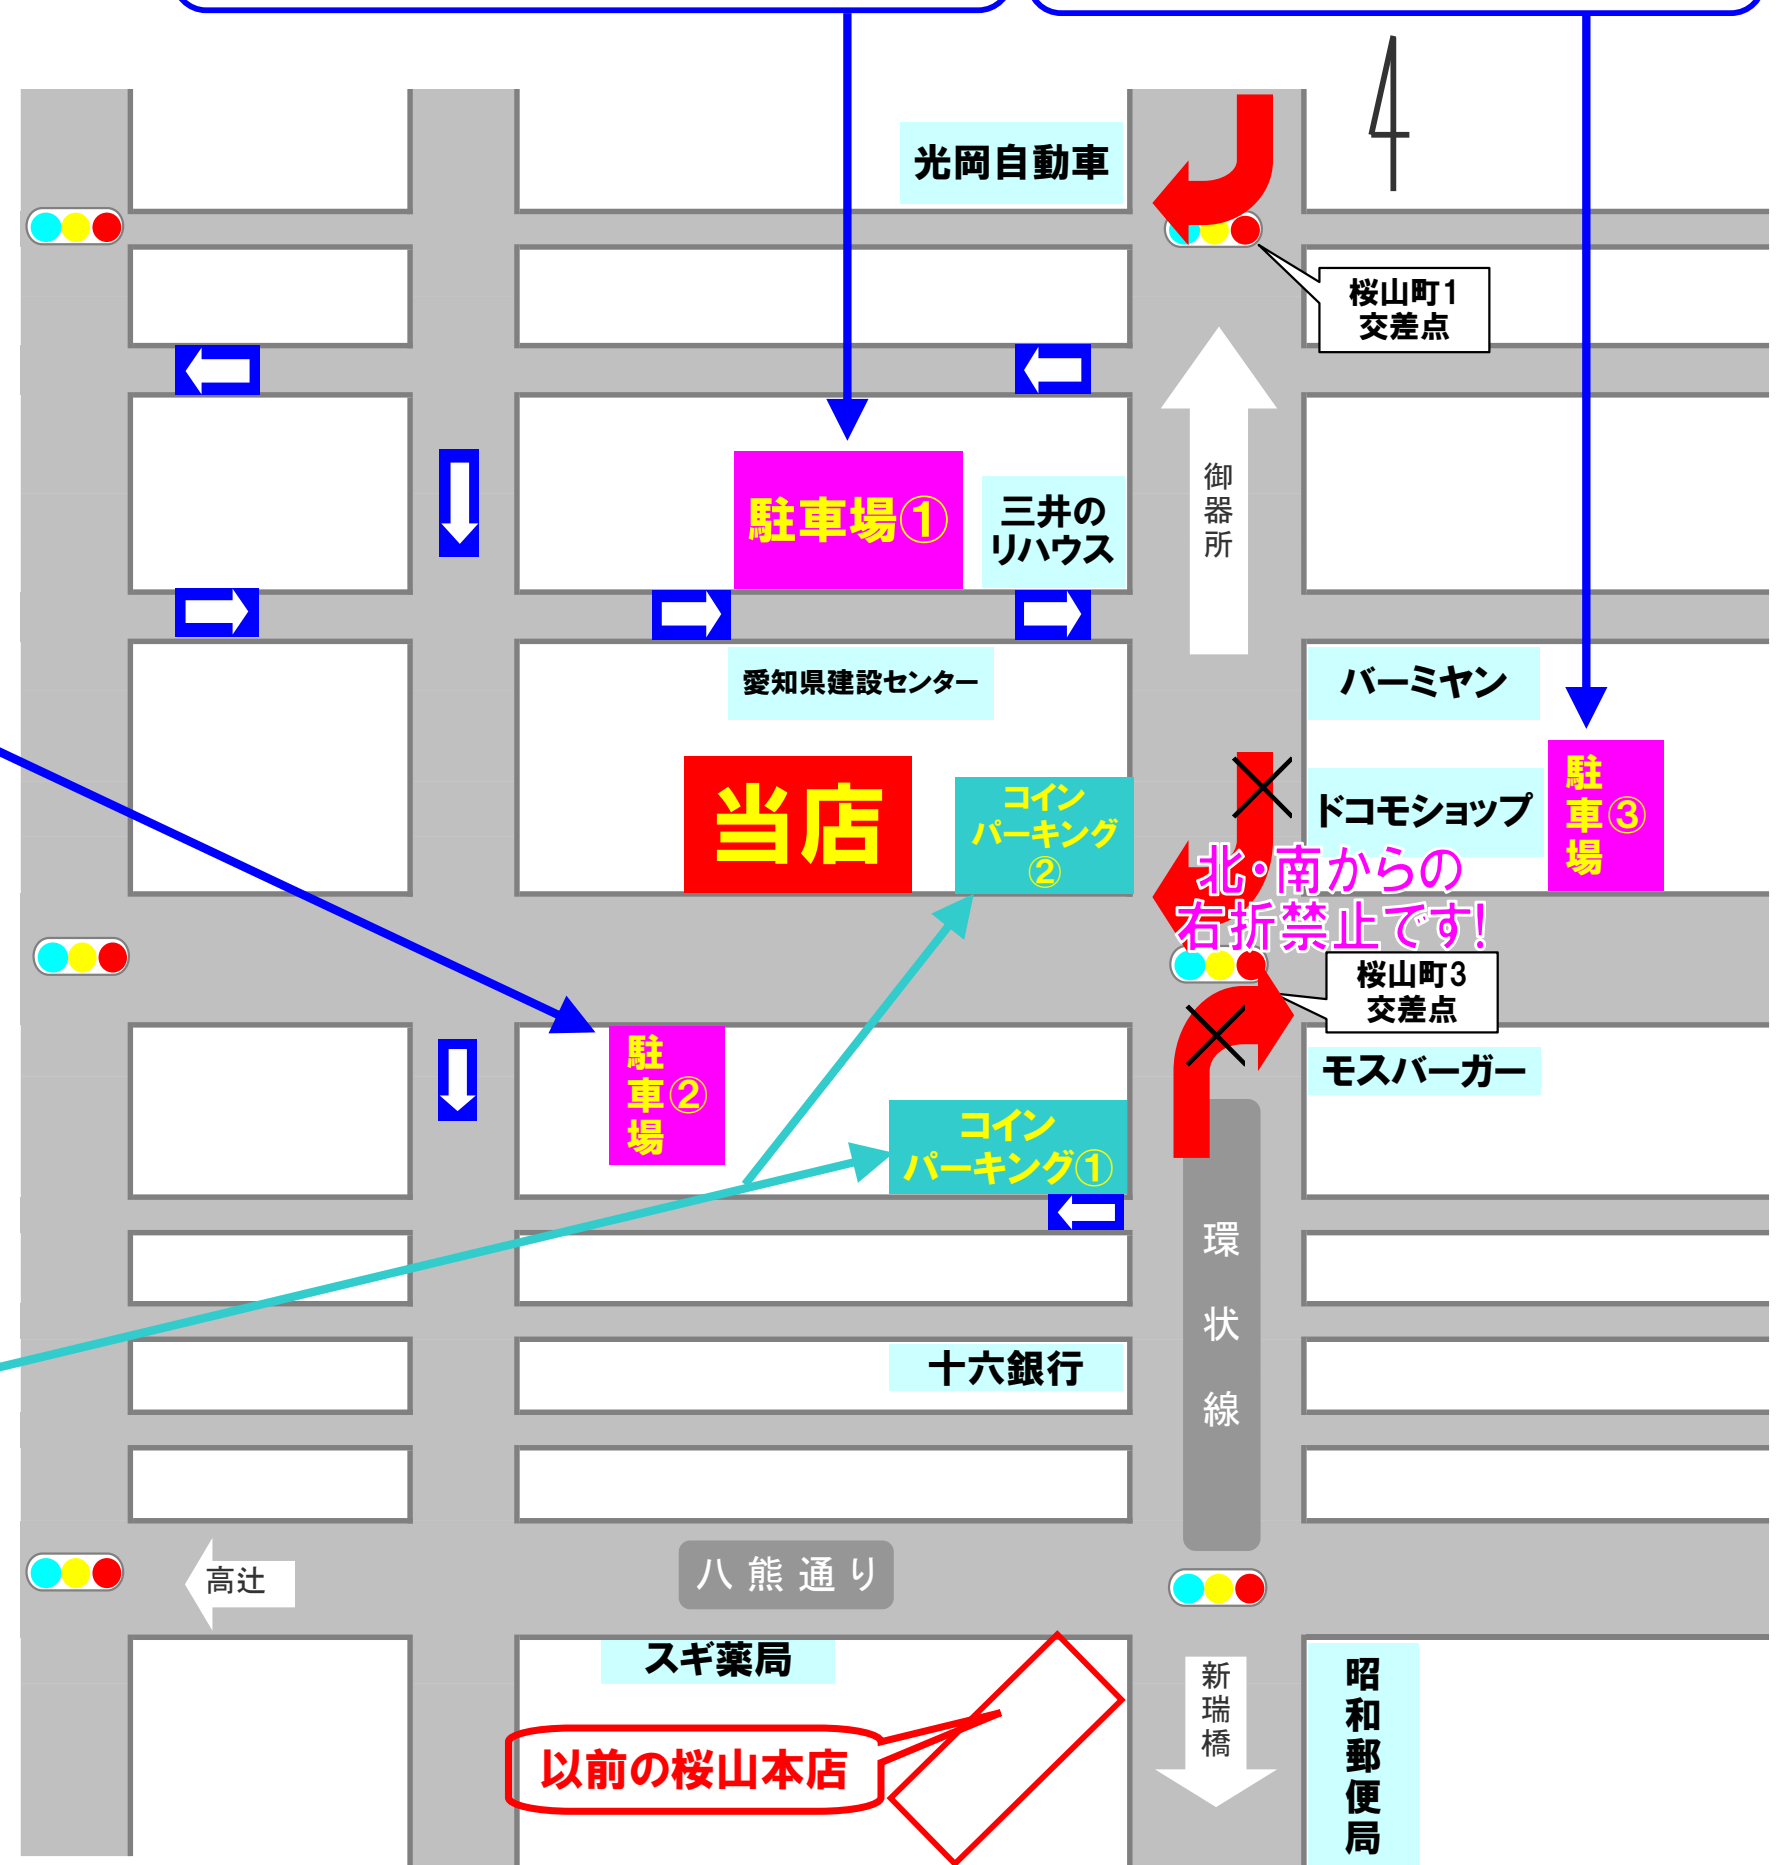 光岡自動車
桜山町1
交差点
駐車場①
三井の
リハウス
御
器
所
愛知県建設センター
バーミヤン
当店
コイン
パーキング
②
ドコモショップ
駐
車③
場
北・南からの
右折禁止です!
桜山町3
交差点
駐
車②
場
モスバーガー
コイン
パーキング①
環
状
線
十六銀行
高辻
八熊通り
スギ薬局
以前の桜山本店
新
瑞
橋
昭
和
郵
便
局